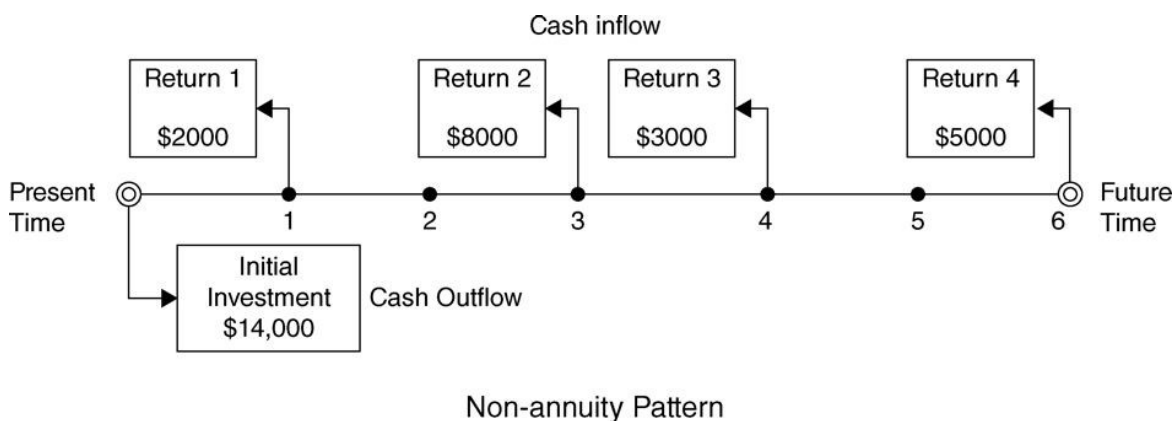 Cash inflow
Return 1
$2000
Return 2
$8000
Return 3
$3000
Return 4
$5000
Present
Time
1
2
3
4
5
6
Future
Time
Initial
Investment
$14,000
Cash Outflow
Non-annuity Pattern